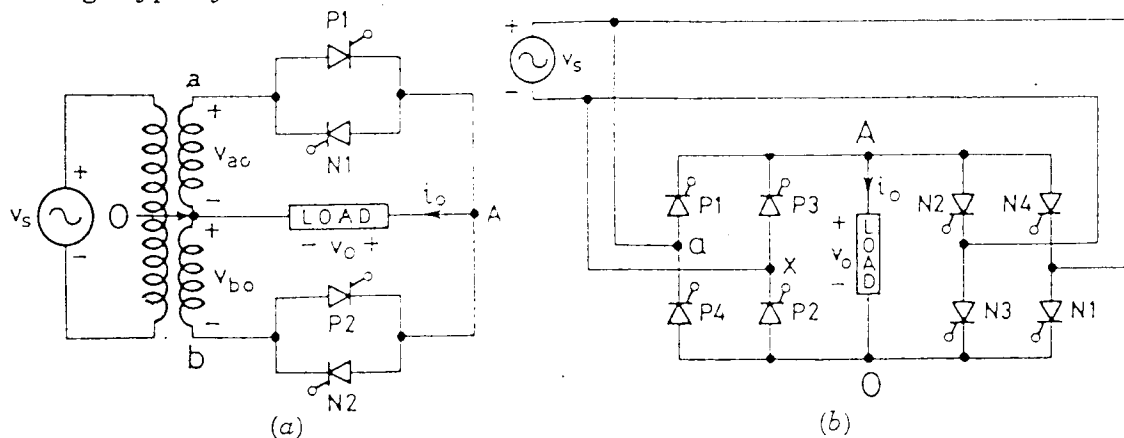 P1
a
+
N1
+
v_ao
v_s
O
-
LOAD
i_o
A
- v_o +
+
-
v_bo
P2
-
b
N2
(a)
+
v_s
-
A
P1
P3
i_o
N2
N4
a
+
v_o
-
LOAD
x
P4
P2
N3
N1
O
(b)